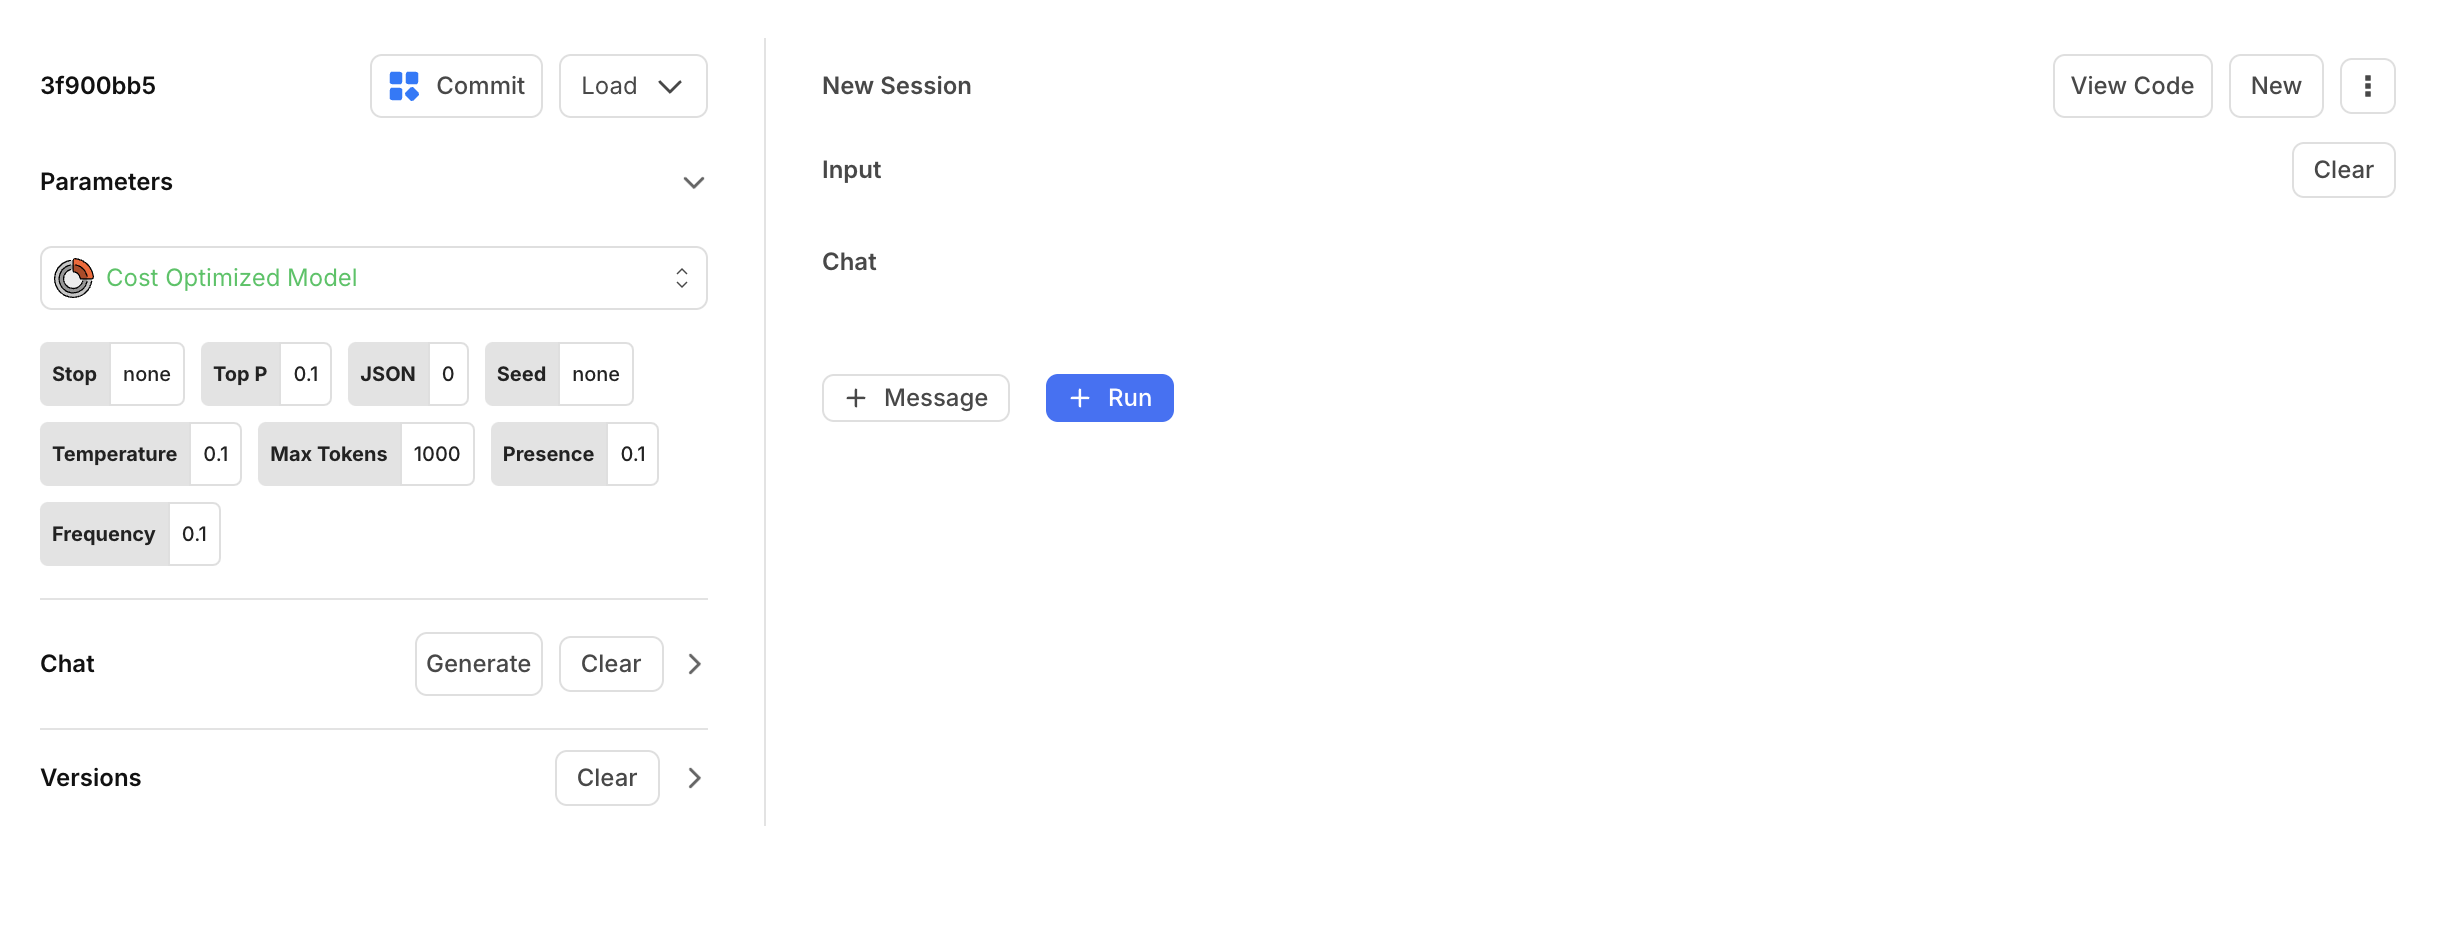 3f900bb5
Commit
Load
Parameters
Cost Optimized Model
Stop none
Top P 0.1
JSON 0
Seed none
Temperature 0.1
Max Tokens 1000
Presence 0.1
Frequency 0.1
Chat
Generate
Clear
Versions
Clear
New Session
View Code
New
Input
Clear
Chat
Message
Run